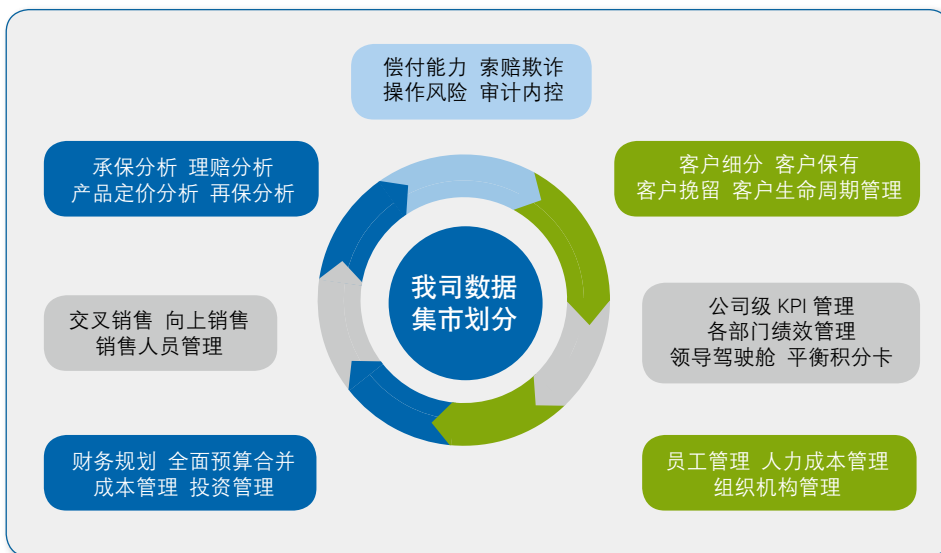 偿付能力 索赔欺诈
操作风险 审计内控
承保分析 理赔分析
产品定价分析 再保分析
客户细分 客户保有
客户挽留 客户生命周期管理
我司数据
集市划分
交叉销售 向上销售
销售人员管理
公司级 KPI 管理
各部门绩效管理
领导驾驶舱 平衡积分卡
财务规划 全面预算合并
成本管理 投资管理
员工管理 人力成本管理
组织机构管理